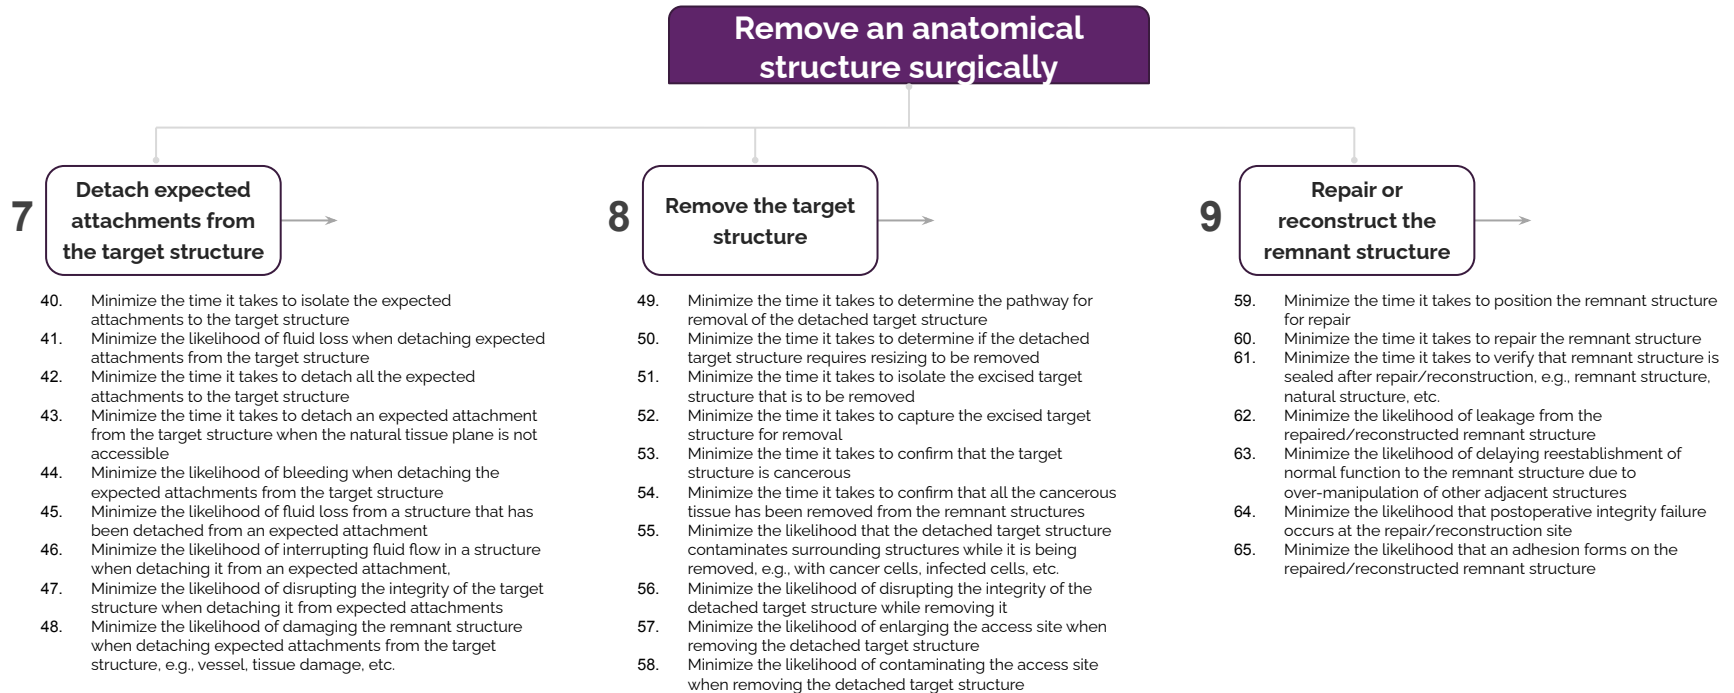 Remove an anatomical
structure surgically
7
Detach expected
attachments from
the target structure
40. Minimize the time it takes to isolate the expected
attachments to the target structure
41. Minimize the likelihood of fluid loss when detaching expected
attachments from the target structure
42. Minimize the time it takes to detach all the expected
attachments to the target structure
43. Minimize the time it takes to detach an expected attachment
from the target structure when the natural tissue plane is not
accessible
44. Minimize the likelihood of bleeding when detaching the
expected attachments from the target structure
45. Minimize the likelihood of fluid loss from a structure that has
been detached from an expected attachment
46. Minimize the likelihood of interrupting fluid flow in a structure
when detaching it from an expected attachment,
47. Minimize the likelihood of disrupting the integrity of the target
structure when detaching it from expected attachments
48. Minimize the likelihood of damaging the remnant structure
when detaching expected attachments from the target
structure, e.g., vessel, tissue damage, etc.
8
Remove the target
structure
49. Minimize the time it takes to determine the pathway for
removal of the detached target structure
50. Minimize the time it takes to determine if the detached
target structure requires resizing to be removed
51. Minimize the time it takes to isolate the excised target
structure that is to be removed
52. Minimize the time it takes to capture the excised target
structure for removal
53. Minimize the time it takes to confirm that the target
structure is cancerous
54. Minimize the time it takes to confirm that all the cancerous
tissue has been removed from the remnant structures
55. Minimize the likelihood that the detached target structure
contaminates surrounding structures while it is being
removed, e.g., with cancer cells, infected cells, etc.
56. Minimize the likelihood of disrupting the integrity of the
detached target structure while removing it
57. Minimize the likelihood of enlarging the access site when
removing the detached target structure
58. Minimize the likelihood of contaminating the access site
when removing the detached target structure
9
Repair or
reconstruct the
remnant structure
59. Minimize the time it takes to position the remnant structure
for repair
60. Minimize the time it takes to repair the remnant structure
61. Minimize the time it takes to verify that remnant structure is
sealed after repair/reconstruction, e.g., remnant structure,
natural structure, etc.
62. Minimize the likelihood of leakage from the
repaired/reconstructed remnant structure
63. Minimize the likelihood of delaying reestablishment of
normal function to the remnant structure due to
over-manipulation of other adjacent structures
64. Minimize the likelihood that postoperative integrity failure
occurs at the repair/reconstruction site
65. Minimize the likelihood that an adhesion forms on the
repaired/reconstructed remnant structure